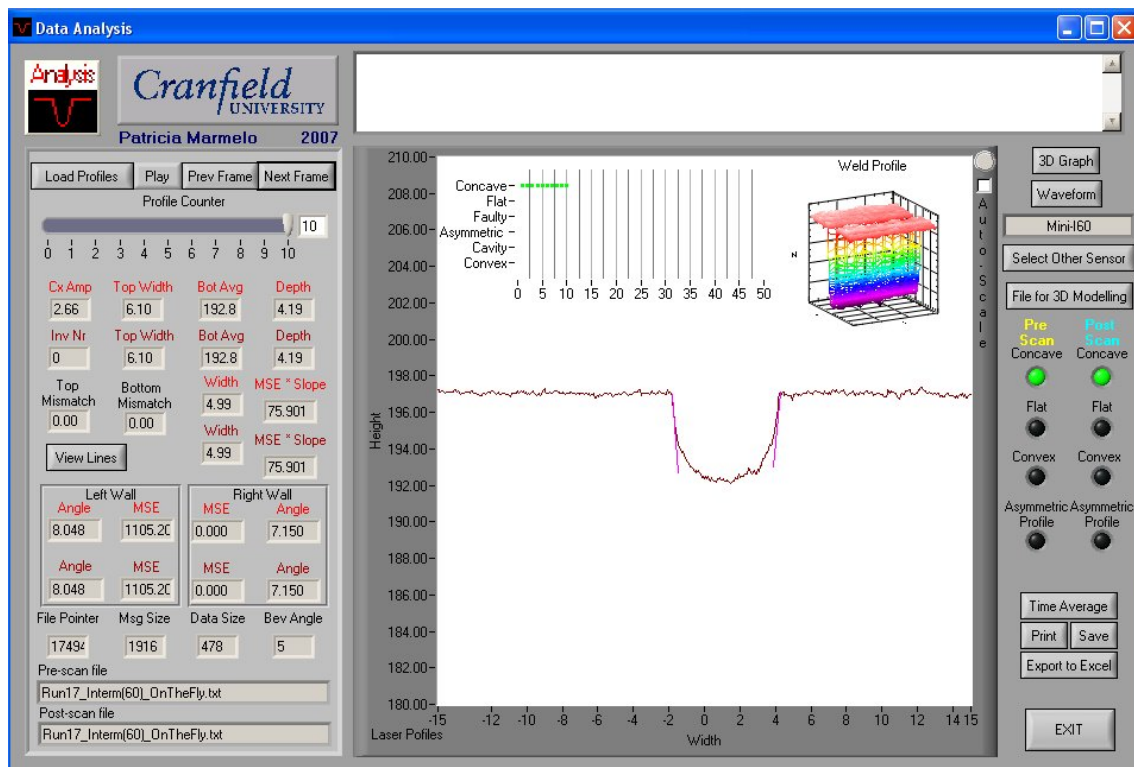 Data Analysis
Analysis
Cranfield
UNIVERSITY
Patricia Marmelo 2007
Load Profiles Play Prev Frame Next Frame
Profile Counter
10
0 1 2 3 4 5 6 7 8 9 10
Cx Amp Top Width Bot Avg Depth
2.66 6.10 192.8 4.19
Inv Nr Top Width Bot Avg Depth
0 6.10 192.8 4.19
Top Mismatch Bottom Mismatch Width MSE * Slope
0.00 0.00 4.99 75.901
Width MSE * Slope
4.99 75.901
View Lines
Left Wall Right Wall
Angle MSE MSE Angle
8.048 1105.20 0.000 7.150
Angle MSE MSE Angle
8.048 1105.20 0.000 7.150
File Pointer Msg Size Data Size Bev Angle
17494 1916 478 5
Pre-scan file
Run17_Interm(60)_OnTheFly.txt
Post-scan file
Run17_Interm(60)_OnTheFly.txt
210.00
208.00
206.00
204.00
202.00
200.00
198.00
196.00
194.00
192.00
190.00
188.00
186.00
184.00
182.00
180.00
Height
-15 -12 -10 -8 -6 -4 -2 0 2 4 6 8 10 12 14 15
Laser Pofiles
Width
Concave
Flat
Faulty
Asymmetric
Cavity
Convex
0 5 10 15 20 25 30 35 40 45 50
Weld Profile
N
Auto-Scale
3D Graph
Waveform
Mini-I60
Select Other Sensor
File for 3D Modelling
Pre Scan Post Scan
Concave Concave
Flat Flat
Convex Convex
Asymmetric Profile Asymmetric Profile
Time Average
Print Save
Export to Excel
EXIT